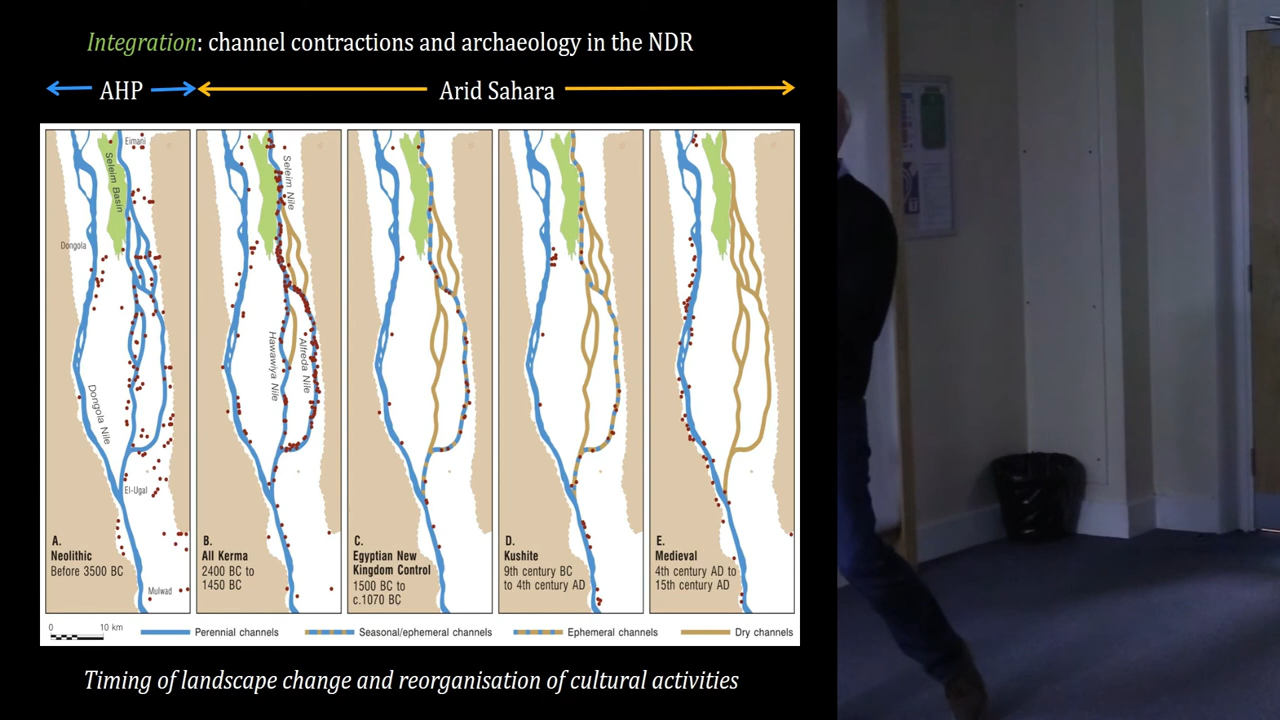 Integration: channel contractions and archaeology in the NDR
AHP
Arid Sahara
Eimani
Seleim Basin
Dongola
Dongola Nile
El-Ugal
Mulwad
A.
Neolithic
Before 3500 BC
Seleim Nile
Hawawiya Nile
Alfreda Nile
B.
All Kerma
2400 BC to
1450 BC
C.
Egyptian New
Kingdom Control
1500 BC to
c.1070 BC
D.
Kushite
9th century BC
to 4th century AD
E.
Medieval
4th century AD to
15th century AD
0 10 km
Perennial channels
Seasonal/ephemeral channels
Ephemeral channels
Dry channels
Timing of landscape change and reorganisation of cultural activities